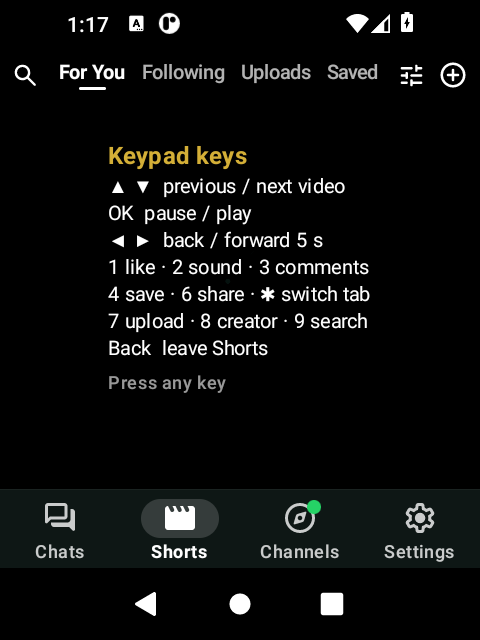 1:17
For You Following Uploads Saved
Keypad keys
▲ ▼ previous / next video
OK pause / play
◄ ► back / forward 5 s
1 like · 2 sound · 3 comments
4 save · 6 share · ✱ switch tab
7 upload · 8 creator · 9 search
Back leave Shorts
Press any key
Chats Shorts Channels Settings